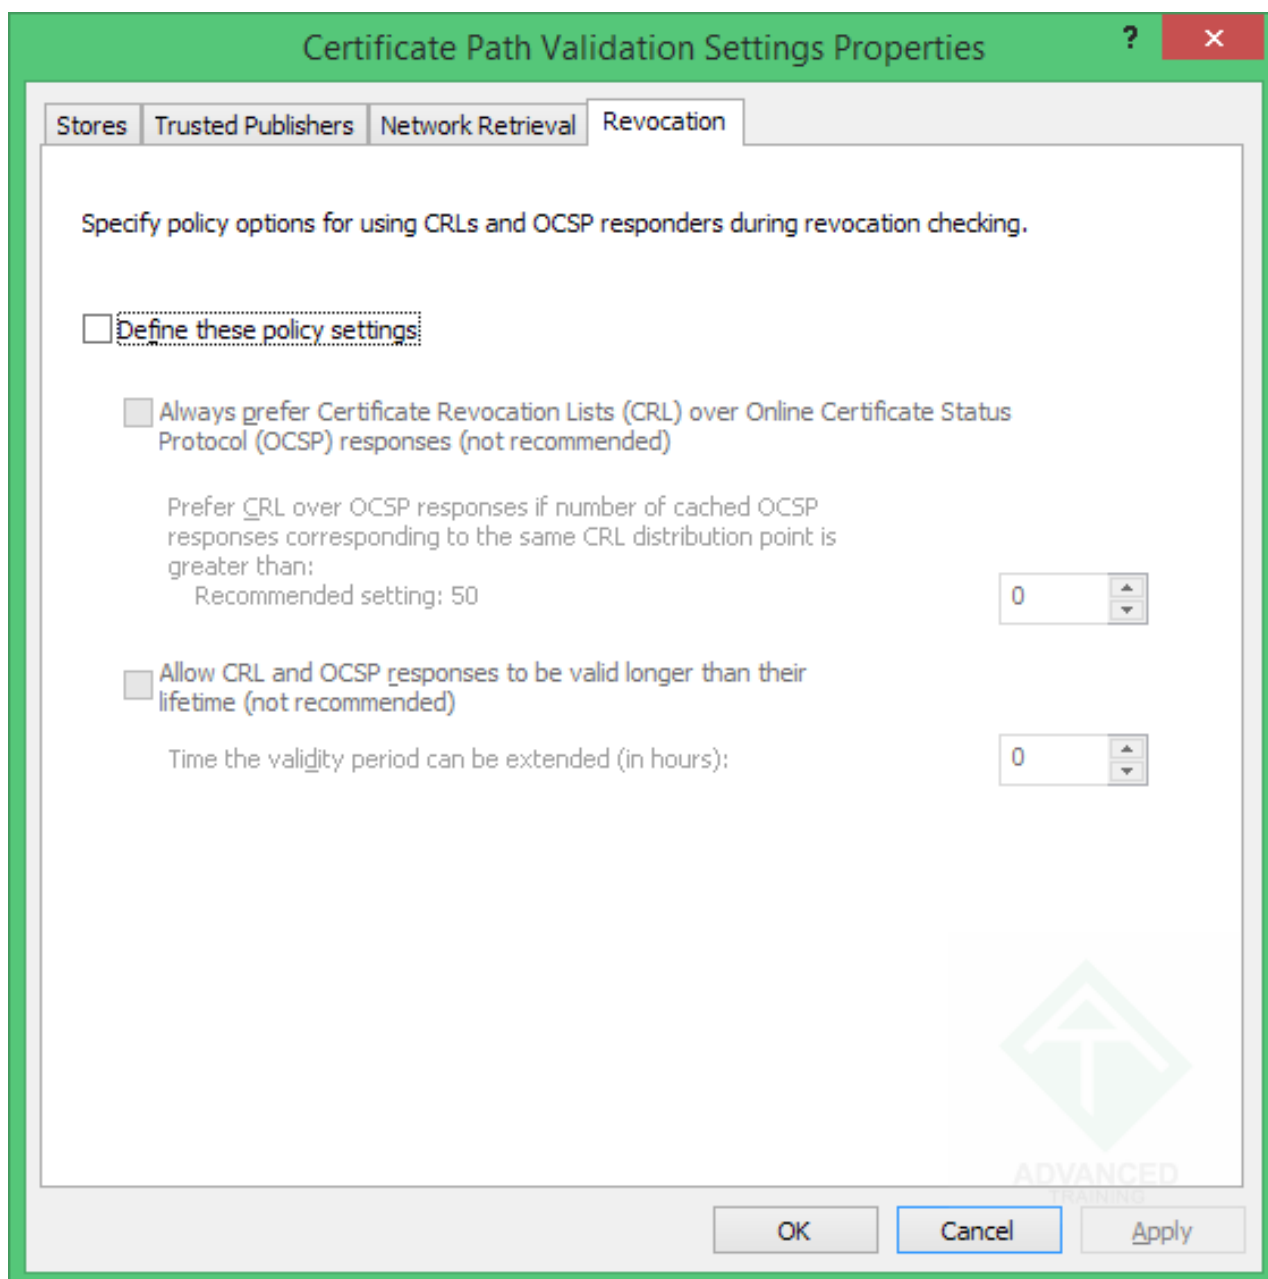 Certificate Path Validation Settings Properties
?
Stores
Trusted Publishers
Network Retrieval
Revocation
Specify policy options for using CRLs and OCSP responders during revocation checking.
Define these policy settings
Always prefer Certificate Revocation Lists (CRL) over Online Certificate Status
Protocol (OCSP) responses (not recommended)
Prefer CRL over OCSP responses if number of cached OCSP
responses corresponding to the same CRL distribution point is
greater than:
Recommended setting: 50
0
Allow CRL and OCSP responses to be valid longer than their
lifetime (not recommended)
Time the validity period can be extended (in hours):
0
ADVANCED
TRAINING
OK
Cancel
Apply